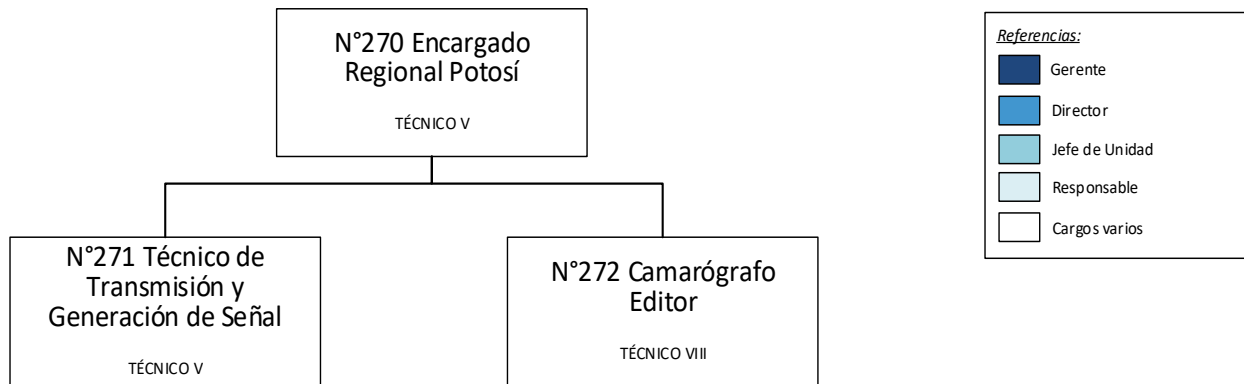 N°270 Encargado
Regional Potosí
TÉCNICO V
N°271 Técnico de
Transmisión y
Generación de Señal
TÉCNICO V
N°272 Camarógrafo
Editor
TÉCNICO VIII
Referencias:
Gerente
Director
Jefe de Unidad
Responsable
Cargos varios